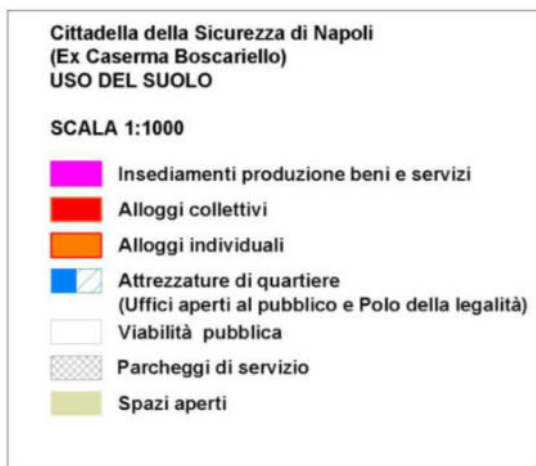 Cittadella della Sicurezza di Napoli
(Ex Caserma Boscariello)
USO DEL SUOLO
SCALA 1:1000
Insediamenti produzione beni e servizi
Alloggi collettivi
Alloggi individuali
Attrezzature di quartiere
(Uffici aperti al pubblico e Polo della legalità)
Viabilità pubblica
Parcheggi di servizio
Spazi aperti